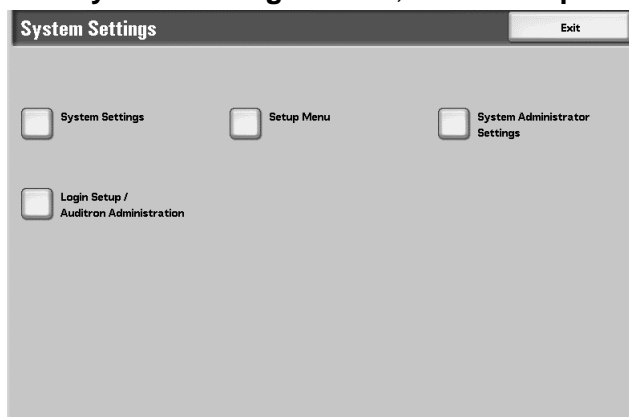 System Settings
Exit
System Settings
Setup Menu
System Administrator
Settings
Login Setup /
Auditron Administration